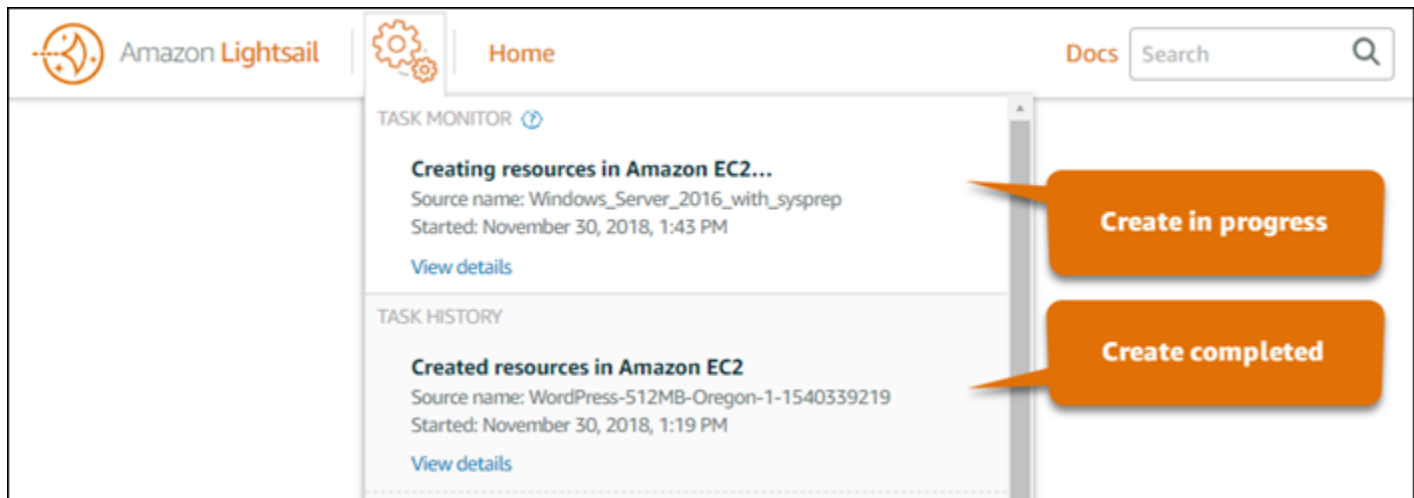 Amazon Lightsail
Home
Docs
Search
TASK MONITOR ?
Creating resources in Amazon EC2...
Source name: Windows_Server_2016_with_sysprep
Started: November 30, 2018, 1:43 PM
View details
Create in progress
TASK HISTORY
Created resources in Amazon EC2
Source name: WordPress-512MB-Oregon-1-1540339219
Started: November 30, 2018, 1:19 PM
View details
Create completed